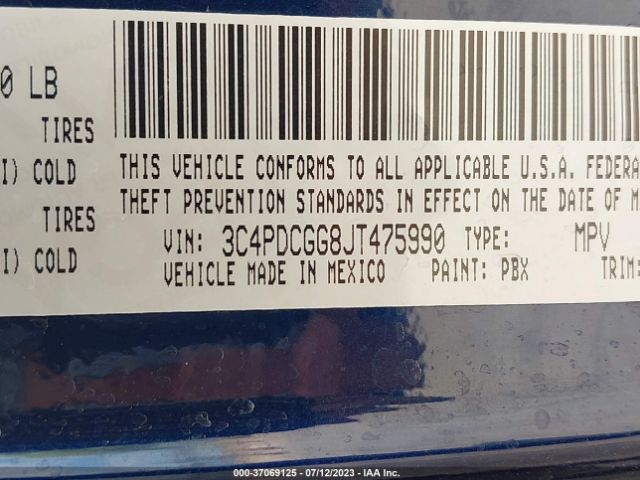 0 LB
TIRES
I) COLD
TIRES
I) COLD
THIS VEHICLE CONFORMS TO ALL APPLICABLE U.S.A. FEDERA
THEFT PREVENTION STANDARDS IN EFFECT ON THE DATE OF M
VIN: 3C4PDCGG8JT475990 TYPE: MPV
VEHICLE MADE IN MEXICO PAINT: PBX TRIM:
000-37069125 - 07/12/2023 - IAA Inc.